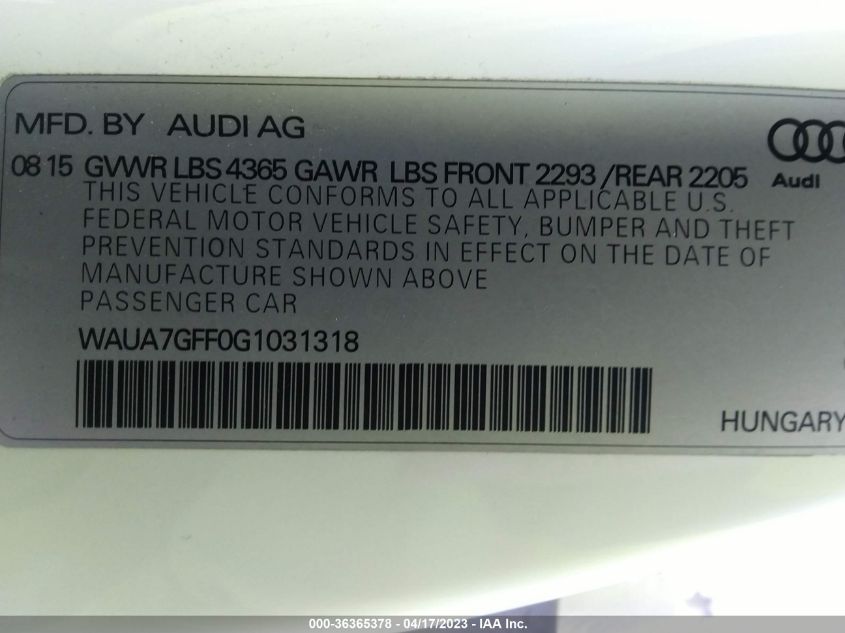 MFD. BY AUDI AG
Audi
08 15 GVWR LBS 4365 GAWR LBS FRONT 2293 /REAR 2205
THIS VEHICLE CONFORMS TO ALL APPLICABLE U.S.
FEDERAL MOTOR VEHICLE SAFETY, BUMPER AND THEFT
PREVENTION STANDARDS IN EFFECT ON THE DATE OF
MANUFACTURE SHOWN ABOVE
PASSENGER CAR
WAUA7GFF0G1031318
HUNGARY
000-36365378 - 04/17/2023 - IAA Inc.